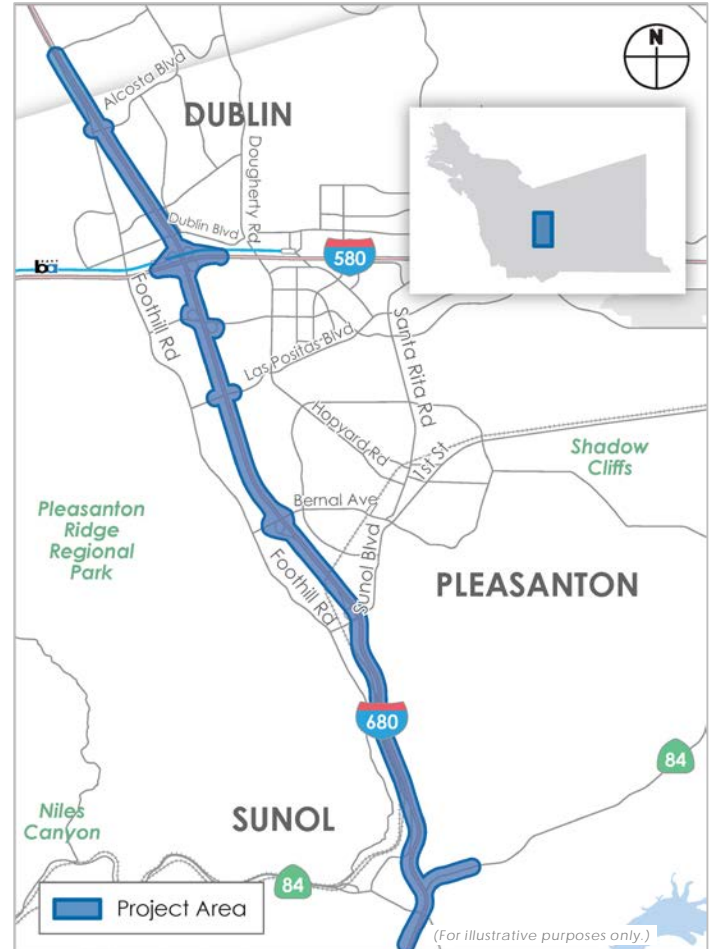 N
Alcosta Blvd
DUBLIN
Dougherty Rd
Dublin Blvd
ba
580
Foothill Rd
Las Positas Blvd
Santa Rita Rd
Hopyard Rd
1st St
Shadow
Cliffs
Bernal Ave
Pleasanton
Ridge
Regional
Park
Foothill Rd
Sunol Blvd
PLEASANTON
680
84
Niles
Canyon
SUNOL
84
Project Area
(For illustrative purposes only.)